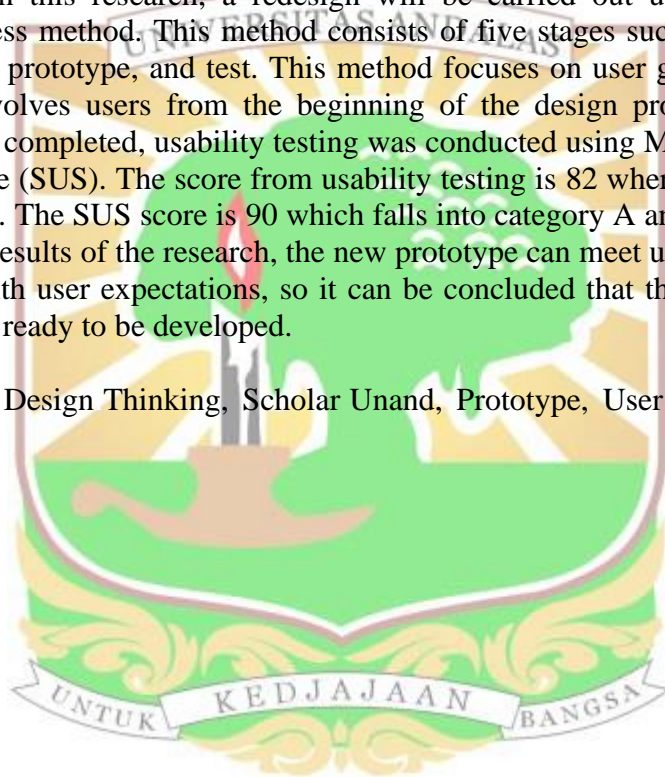 this research, a redesign will be carried out
UNIVERSITAS ANDALAS
ess method. This method consists of five stages suc
prototype, and test. This method focuses on user g
volves users from the beginning of the design pro
completed, usability testing was conducted using M
e (SUS). The score from usability testing is 82 wher
. The SUS score is 90 which falls into category A an
esults of the research, the new prototype can meet u
th user expectations, so it can be concluded that th
ready to be developed.
Design Thinking, Scholar Unand, Prototype, User
UNTUK KEDJAJAAN BANGSA